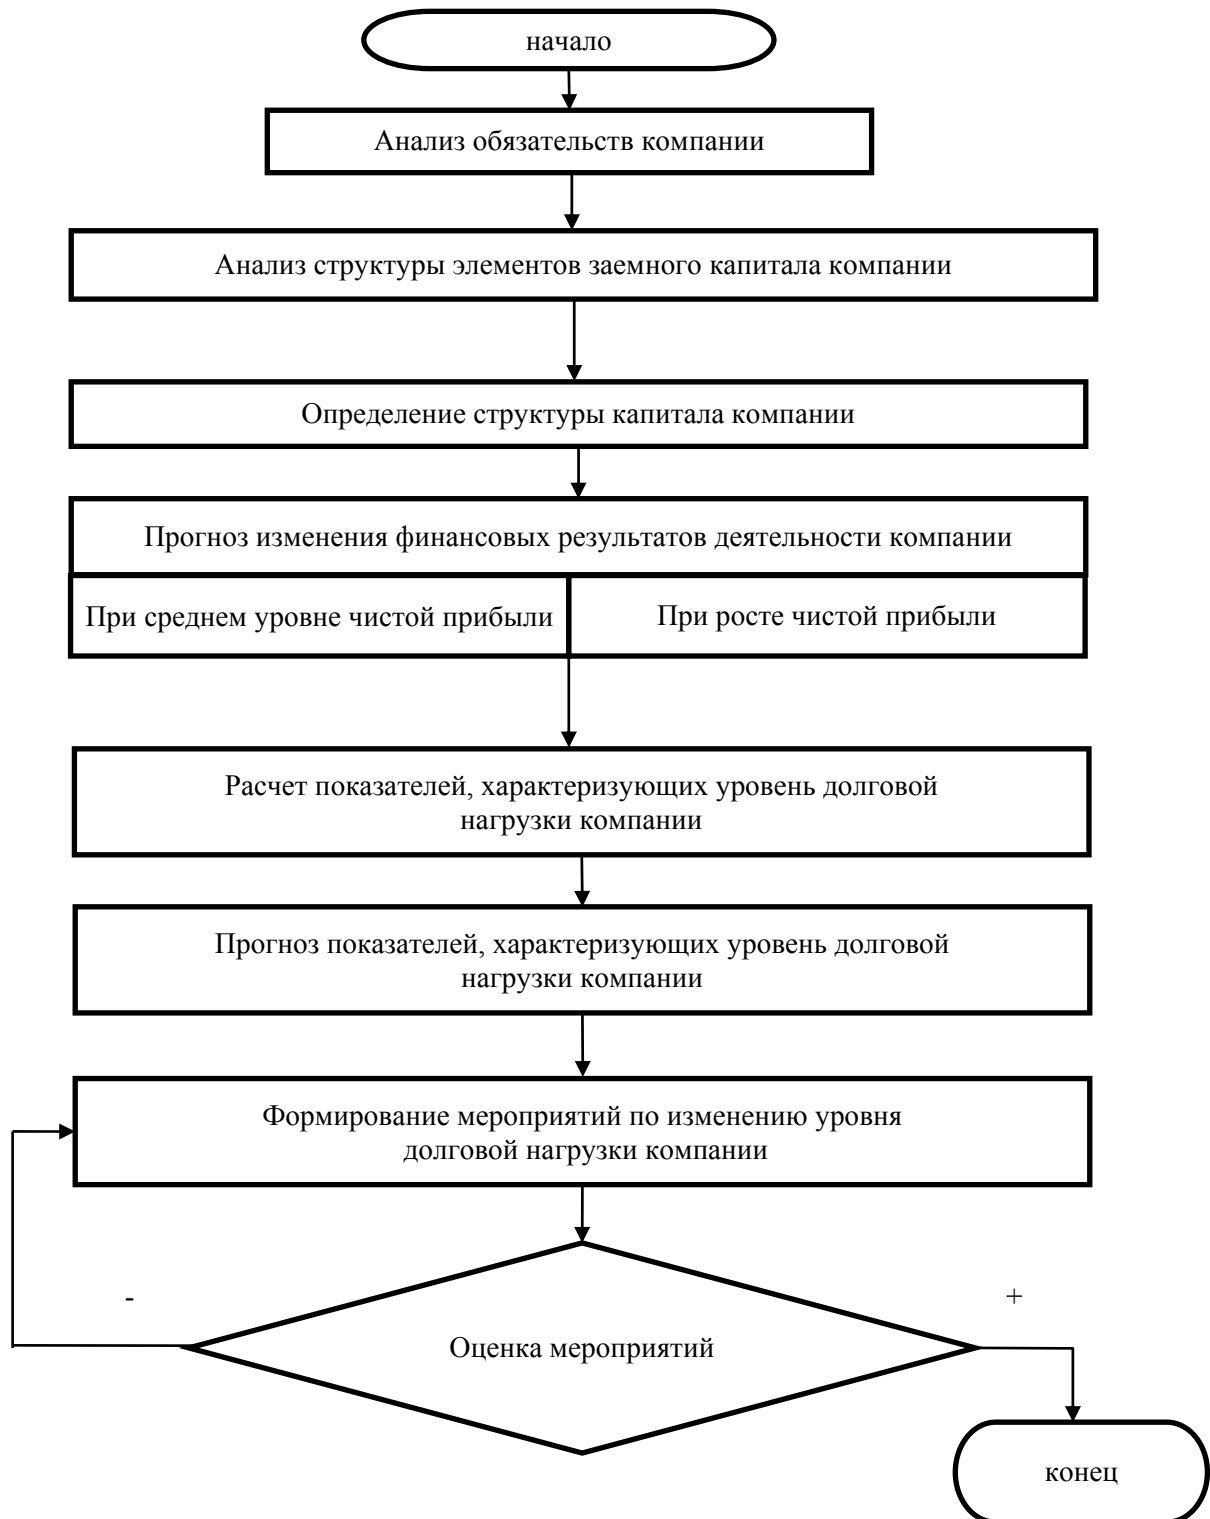 начало
Анализ обязательств компании
Анализ структуры элементов заемного капитала компании
Определение структуры капитала компании
Прогноз изменения финансовых результатов деятельности компании
При среднем уровне чистой прибыли
При росте чистой прибыли
Расчет показателей, характеризующих уровень долговой
нагрузки компании
Прогноз показателей, характеризующих уровень долговой
нагрузки компании
Формирование мероприятий по изменению уровня
долговой нагрузки компании
-
+
Оценка мероприятий
конец